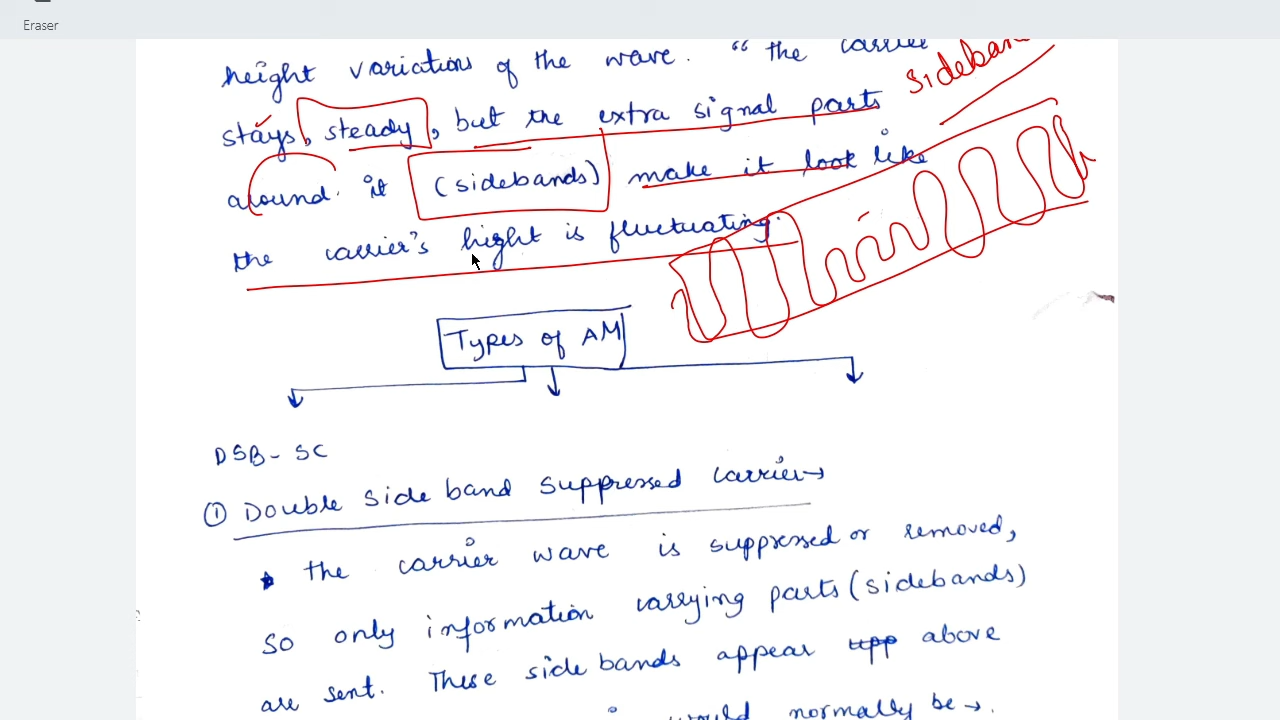 Eraser
height variations of the wave. “ the carrier
sideban
stays, steady, but the extra signal parts
around it (sidebands) make it look like
the carrier's hight is fluctuating.
Types of AM
DSB - SC
① Double side band suppressed carrier→
the carrier wave is suppressed or removed,
so only information carrying parts (sidebands)
are sent. These side bands appear above
would normally be →.